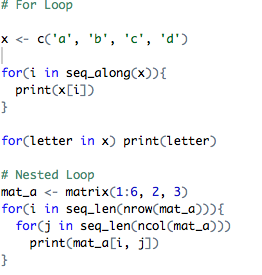 # For Loop
x <- c('a', 'b', 'c', 'd')
for(i in seq_along(x)){
  print(x[i])
}
for(letter in x) print(letter)
# Nested Loop
mat_a <- matrix(1:6, 2, 3)
for(i in seq_len(nrow(mat_a))){
  for(j in seq_len(ncol(mat_a)))
    print(mat_a[i, j])
}